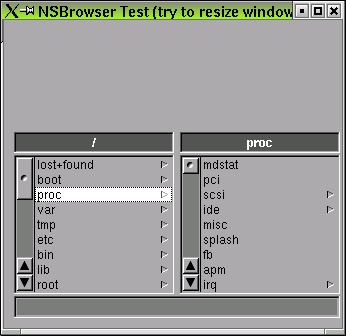 NSBrowser Test (try to resize window
/
proc
lost+found
boot
proc
var
tmp
etc
bin
lib
root
mdstat
pci
scsi
ide
misc
splash
fb
apm
irq